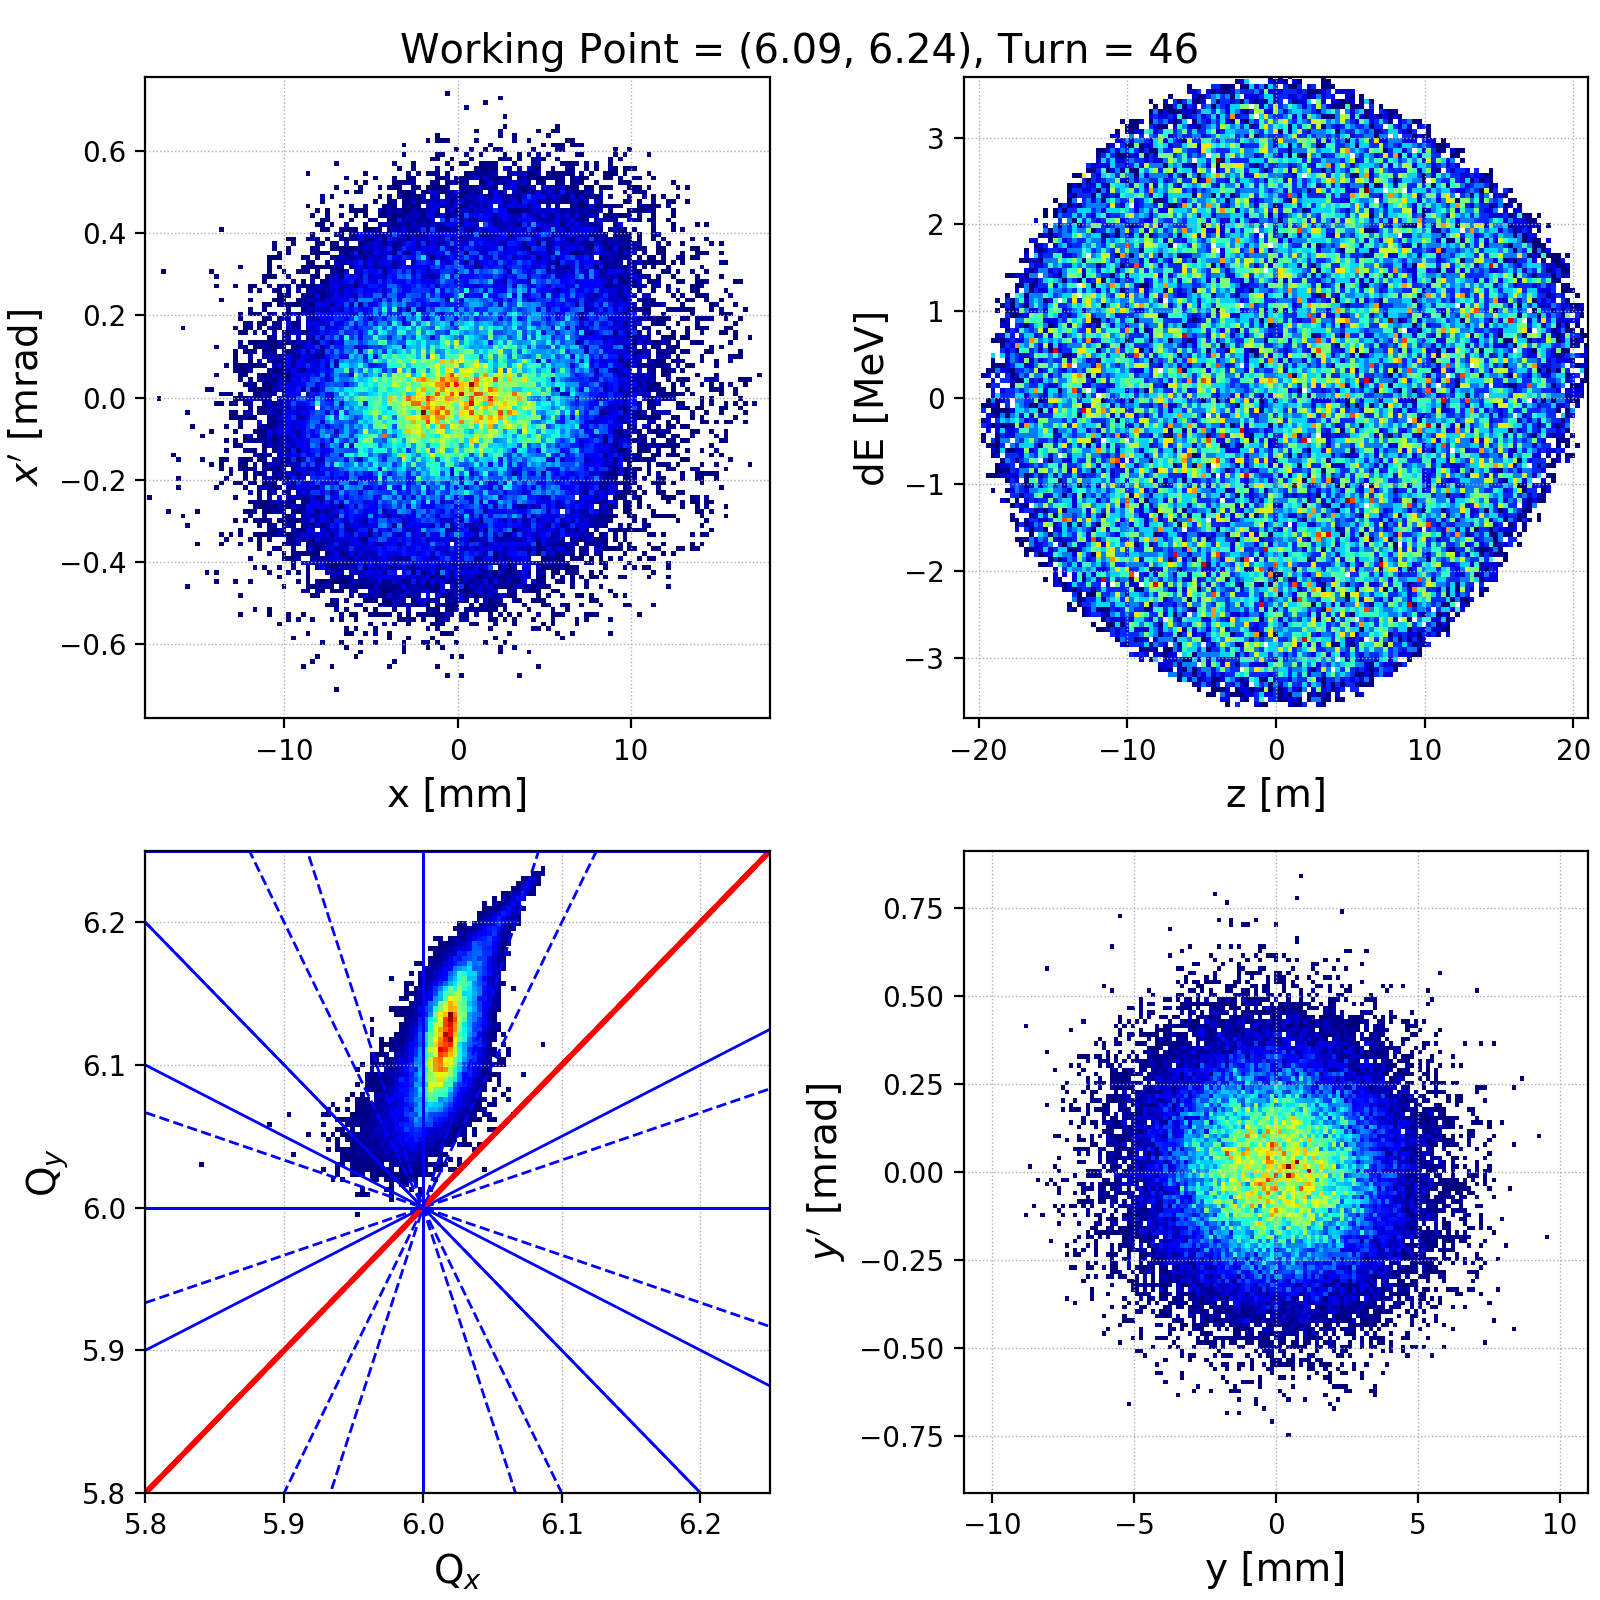 Working Point = (6.09, 6.24), Turn = 46
0.6
0.4
0.2
0.0
−0.2
−0.4
−0.6
x′ [mrad]
−10 0 10
x [mm]
3
2
1
0
−1
−2
−3
dE [MeV]
−20 −10 0 10 20
z [m]
6.2
6.1
6.0
5.9
5.8
Qy
5.8 5.9 6.0 6.1 6.2
Qx
0.75
0.50
0.25
0.00
−0.25
−0.50
−0.75
y′ [mrad]
−10 −5 0 5 10
y [mm]